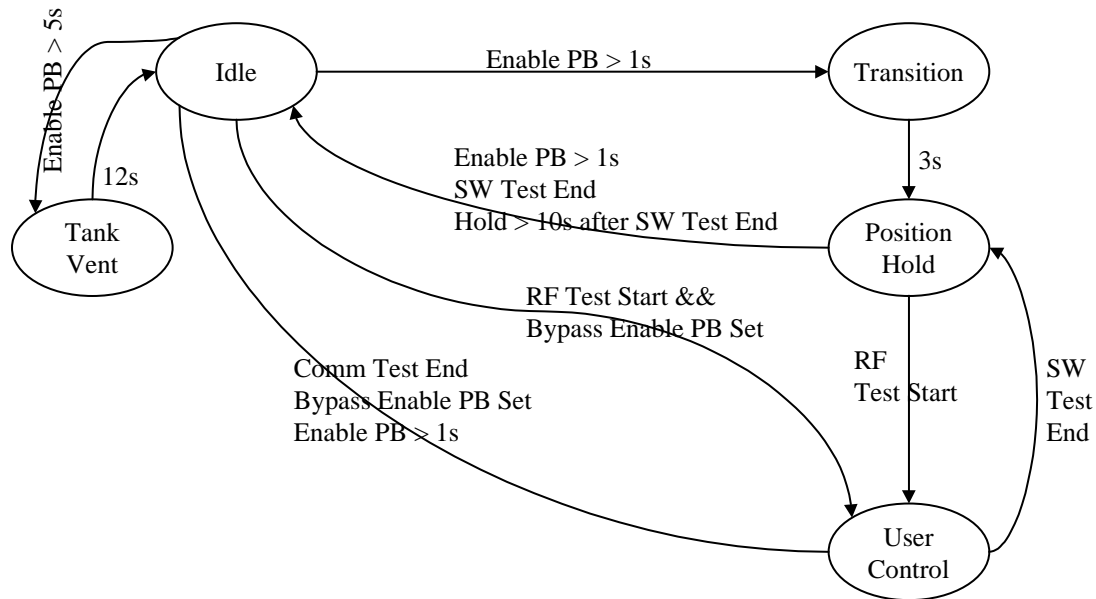 Enable PB > 5s
Idle
Enable PB > 1s
Transition
12s
Enable PB > 1s
SW Test End
Hold > 10s after SW Test End
3s
Tank
Vent
Position
Hold
RF Test Start &&
Bypass Enable PB Set
Comm Test End
Bypass Enable PB Set
Enable PB > 1s
RF
Test Start
SW
Test
End
User
Control